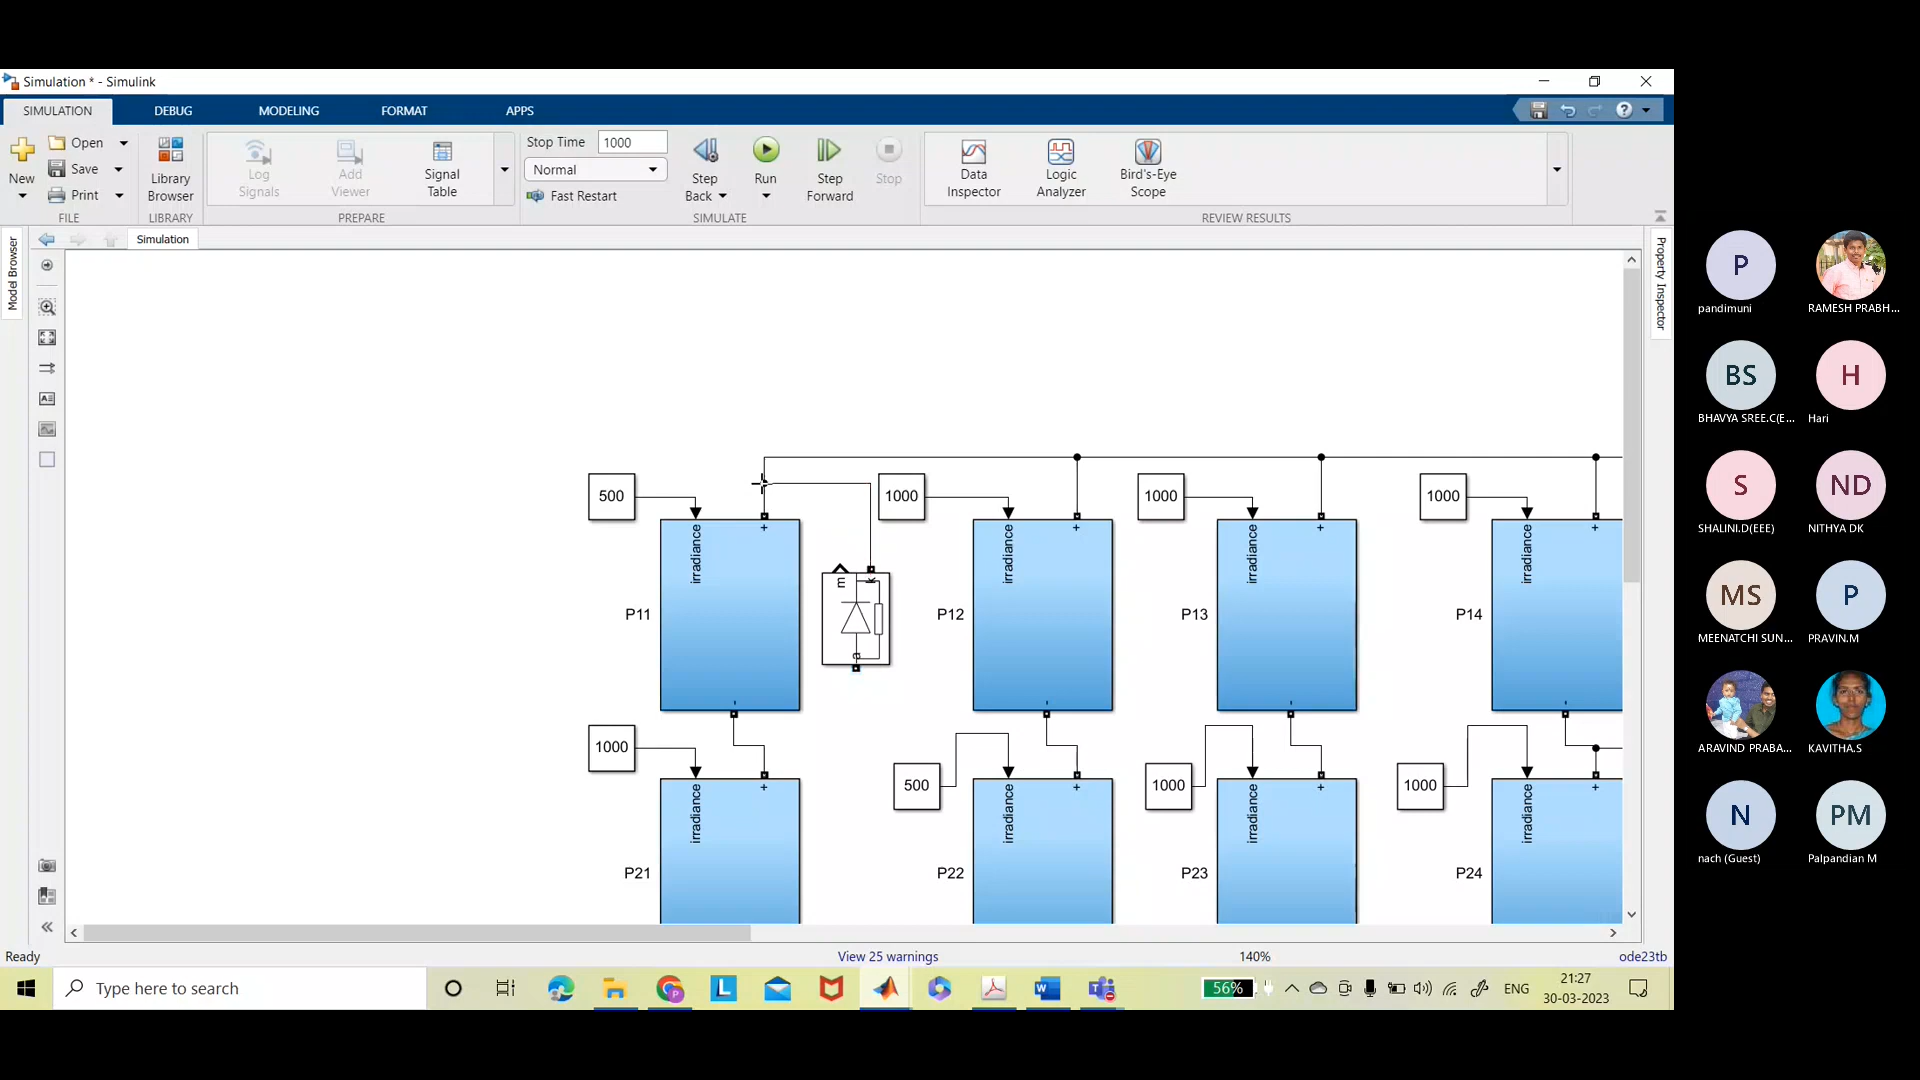 Simulation * - Simulink
SIMULATION
DEBUG
MODELING
FORMAT
APPS
New
Open
Save
Print
FILE
Library
Browser
LIBRARY
Log
Signals
Add
Viewer
Signal
Table
PREPARE
Stop Time 1000
Normal
Fast Restart
Step
Back
Run
Step
Forward
Stop
SIMULATE
Data
Inspector
Logic
Analyzer
Bird's-Eye
Scope
REVIEW RESULTS
Model Browser
Simulation
Property Inspector
500
1000
1000
1000
irradiance
+
-
P11
m
k
a
irradiance
+
-
P12
irradiance
+
-
P13
irradiance
+
-
P14
1000
500
1000
1000
irradiance
+
P21
irradiance
+
P22
irradiance
+
P23
irradiance
+
P24
Ready
View 25 warnings
140%
ode23tb
Type here to search
56%
ENG
21:27
30-03-2023
P
pandimuni
RAMESH PRABH...
BS
BHAVYA SREE.C(E...
H
Hari
S
SHALINI.D(EEE)
ND
NITHYA DK
MS
MEENATCHI SUN...
P
PRAVIN.M
ARAVIND PRABA...
KAVITHA.S
N
nach (Guest)
PM
Palpandian M